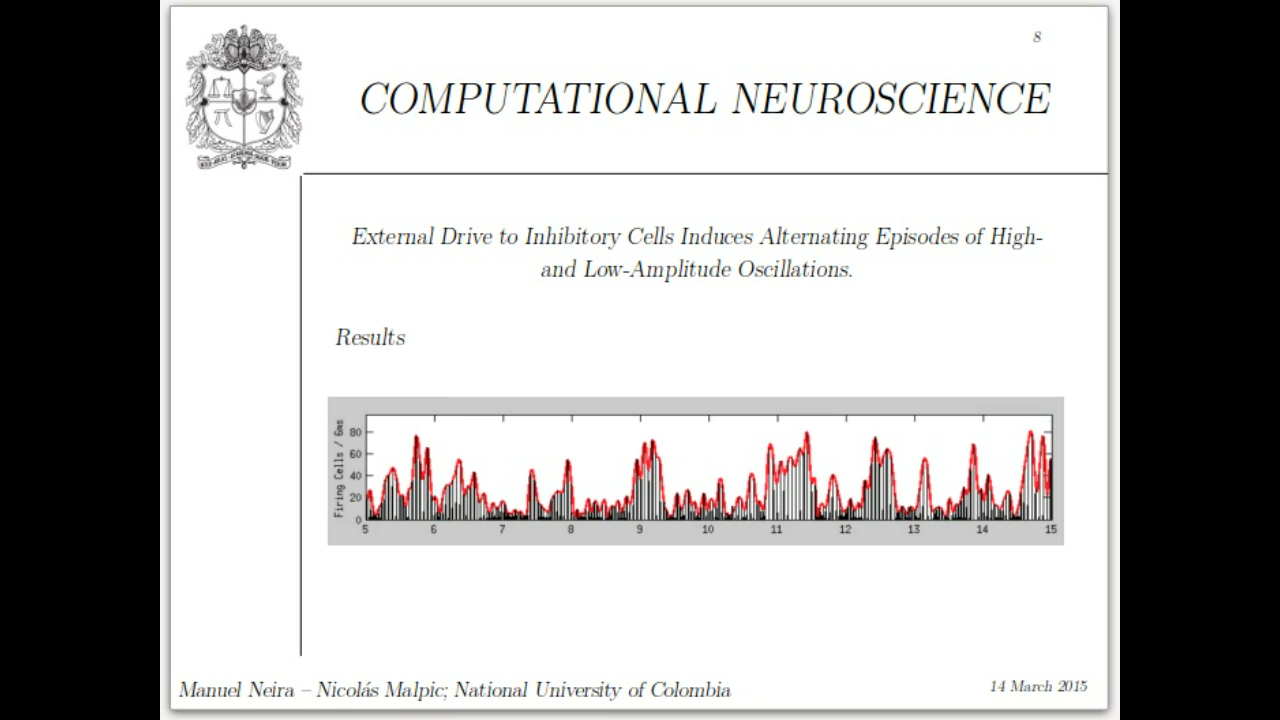 8
COMPUTATIONAL NEUROSCIENCE
External Drive to Inhibitory Cells Induces Alternating Episodes of High-
and Low-Amplitude Oscillations.
Results
Firing Cells / 6ms
80
60
40
20
0
5 6 7 8 9 10 11 12 13 14 15
Manuel Neira – Nicolás Malpic; National University of Colombia
14 March 2015